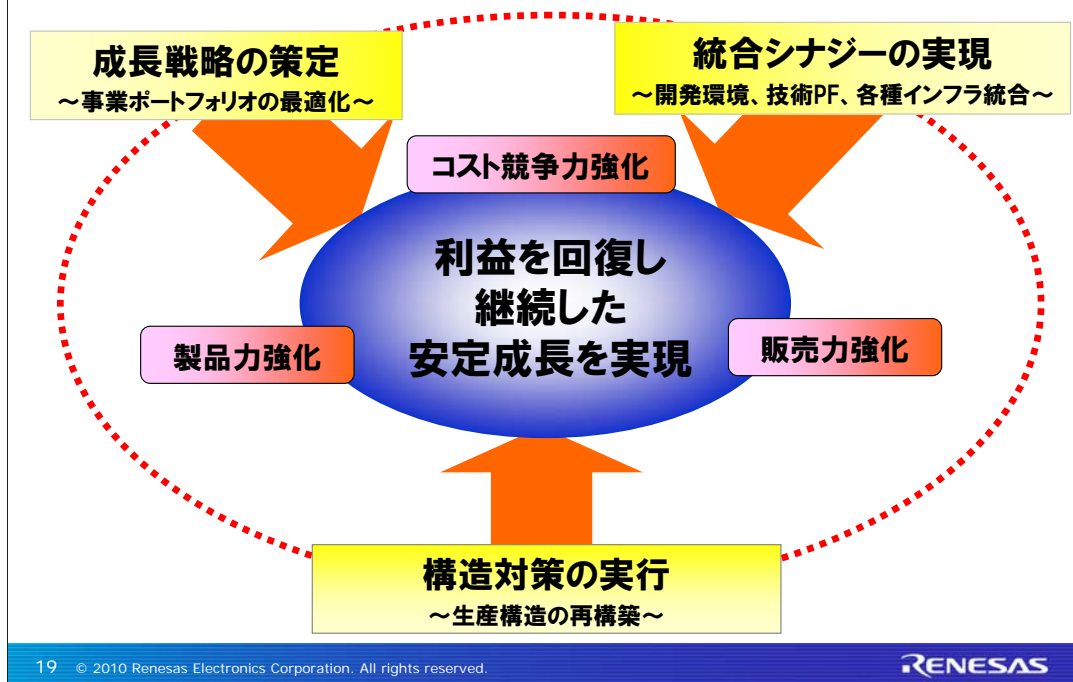 成長戦略の策定
～事業ポートフォリオの最適化～
統合シナジーの実現
～開発環境、技術PF、各種インフラ統合～
コスト競争力強化
利益を回復し
継続した
安定成長を実現
製品力強化
販売力強化
構造対策の実行
～生産構造の再構築～
19 © 2010 Renesas Electronics Corporation. All rights reserved.
RENESAS